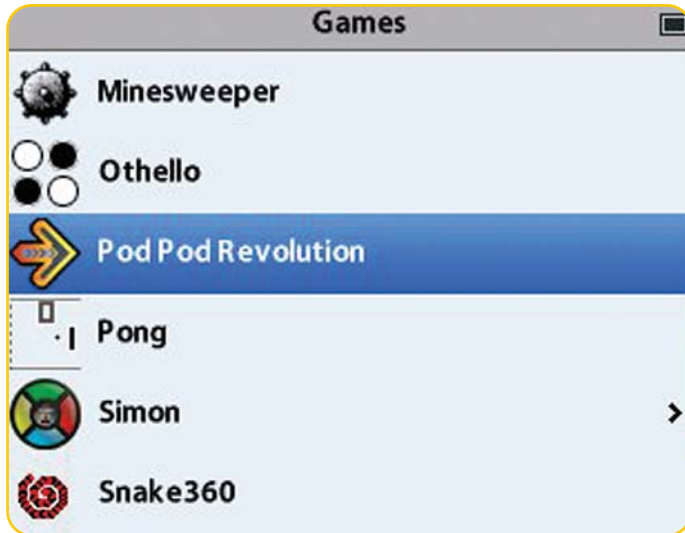 Games
Minesweeper
Othello
Pod Pod Revolution
Pong
Simon
Snake360